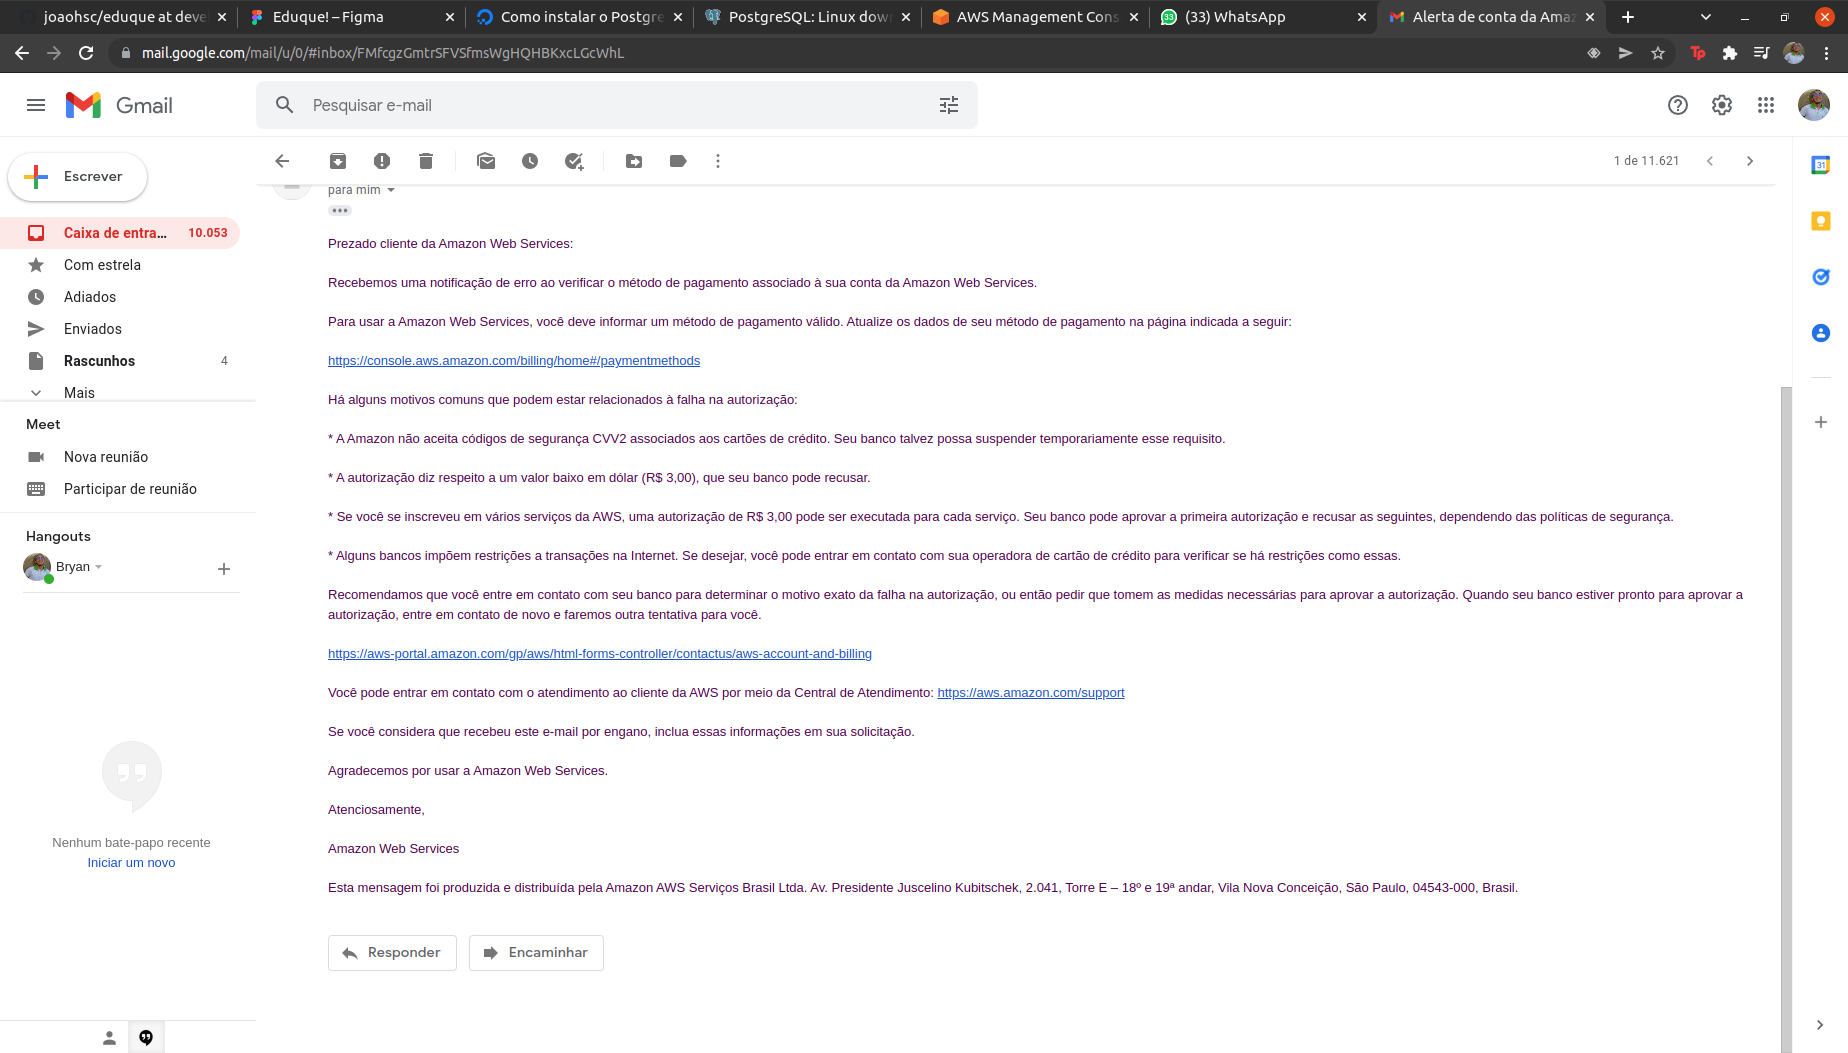 joaohsc/eduque at deve
Eduque! – Figma
Como instalar o Postgre
PostgreSQL: Linux dow
AWS Management Cons
(33) WhatsApp
Alerta de conta da Amaz
mail.google.com/mail/u/0/#inbox/FMfcgzGmtrSFVSfmsWgHQHBKxcLGcWhL
Gmail
Pesquisar e-mail
Escrever
1 de 11.621
Caixa de entra... 10.053
Com estrela
Adiados
Enviados
Rascunhos 4
Mais
Meet
Nova reunião
Participar de reunião
Hangouts
Bryan
Nenhum bate-papo recente
Iniciar um novo
para mim
Prezado cliente da Amazon Web Services:
Recebemos uma notificação de erro ao verificar o método de pagamento associado à sua conta da Amazon Web Services.
Para usar a Amazon Web Services, você deve informar um método de pagamento válido. Atualize os dados de seu método de pagamento na página indicada a seguir:
https://console.aws.amazon.com/billing/home#/paymentmethods
Há alguns motivos comuns que podem estar relacionados à falha na autorização:
* A Amazon não aceita códigos de segurança CVV2 associados aos cartões de crédito. Seu banco talvez possa suspender temporariamente esse requisito.
* A autorização diz respeito a um valor baixo em dólar (R$ 3,00), que seu banco pode recusar.
* Se você se inscreveu em vários serviços da AWS, uma autorização de R$ 3,00 pode ser executada para cada serviço. Seu banco pode aprovar a primeira autorização e recusar as seguintes, dependendo das políticas de segurança.
* Alguns bancos impõem restrições a transações na Internet. Se desejar, você pode entrar em contato com sua operadora de cartão de crédito para verificar se há restrições como essas.
Recomendamos que você entre em contato com seu banco para determinar o motivo exato da falha na autorização, ou então pedir que tomem as medidas necessárias para aprovar a autorização. Quando seu banco estiver pronto para aprovar a
autorização, entre em contato de novo e faremos outra tentativa para você.
https://aws-portal.amazon.com/gp/aws/html-forms-controller/contactus/aws-account-and-billing
Você pode entrar em contato com o atendimento ao cliente da AWS por meio da Central de Atendimento: https://aws.amazon.com/support
Se você considera que recebeu este e-mail por engano, inclua essas informações em sua solicitação.
Agradecemos por usar a Amazon Web Services.
Atenciosamente,
Amazon Web Services
Esta mensagem foi produzida e distribuída pela Amazon AWS Serviços Brasil Ltda. Av. Presidente Juscelino Kubitschek, 2.041, Torre E – 18º e 19ª andar, Vila Nova Conceição, São Paulo, 04543-000, Brasil.
Responder
Encaminhar